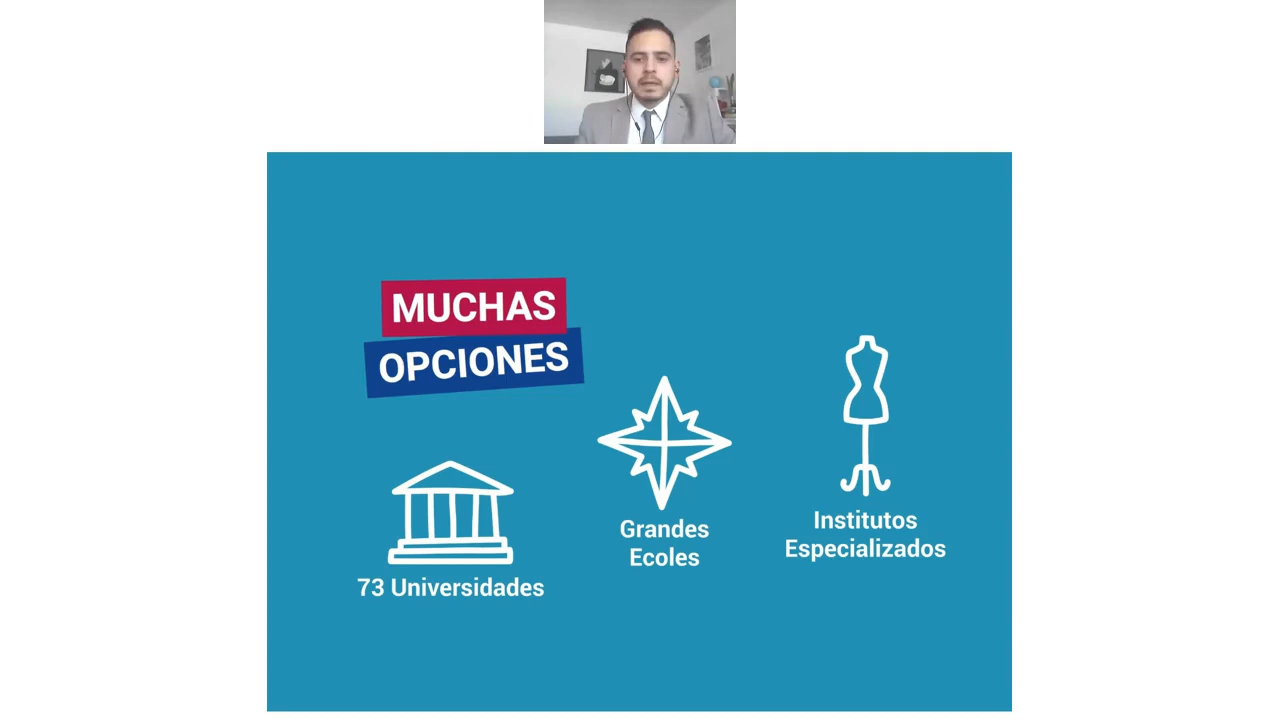 MUCHAS
OPCIONES
73 Universidades
Grandes
Ecoles
Institutos
Especializados